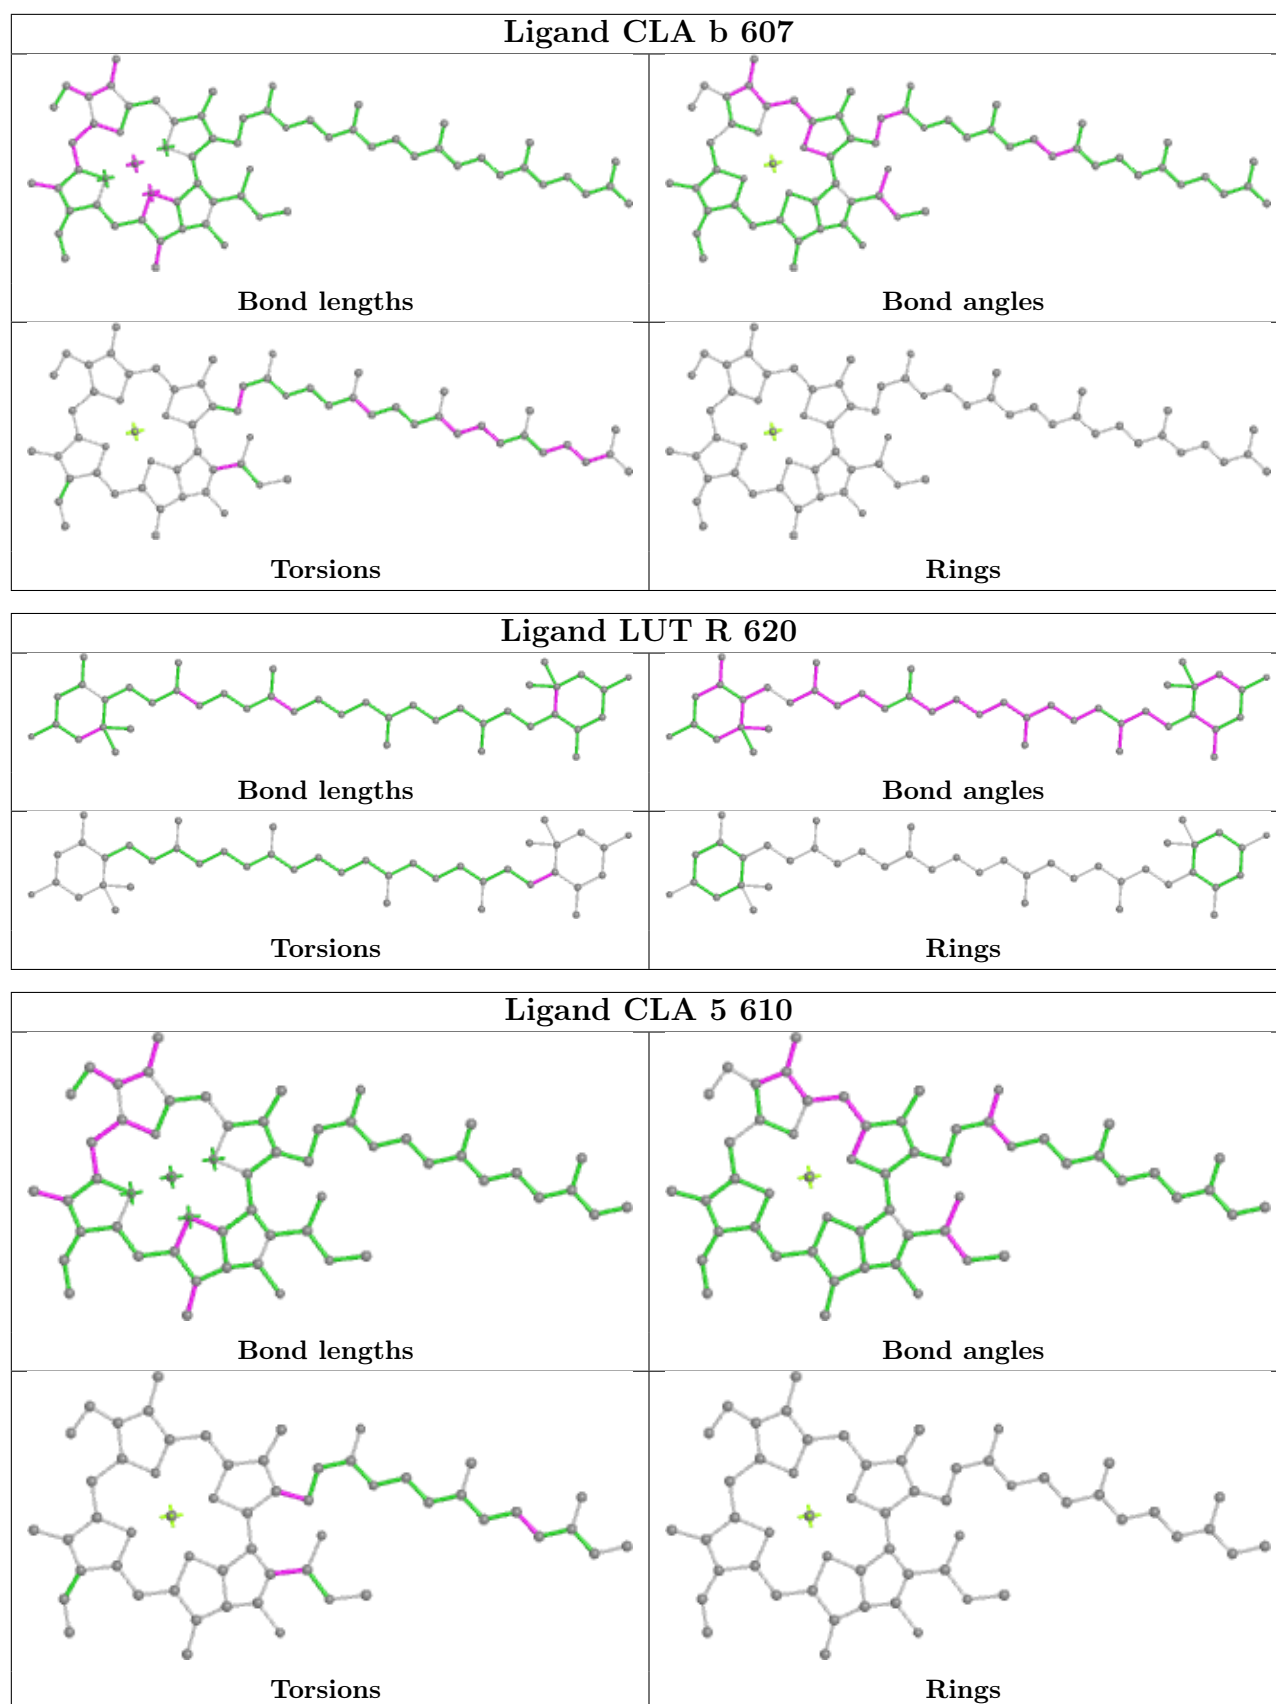 Ligand CLA b 607
Bond lengths
Bond angles
Torsions
Rings
Ligand LUT R 620
Bond lengths
Bond angles
Torsions
Rings
Ligand CLA 5 610
Bond lengths
Bond angles
Torsions
Rings